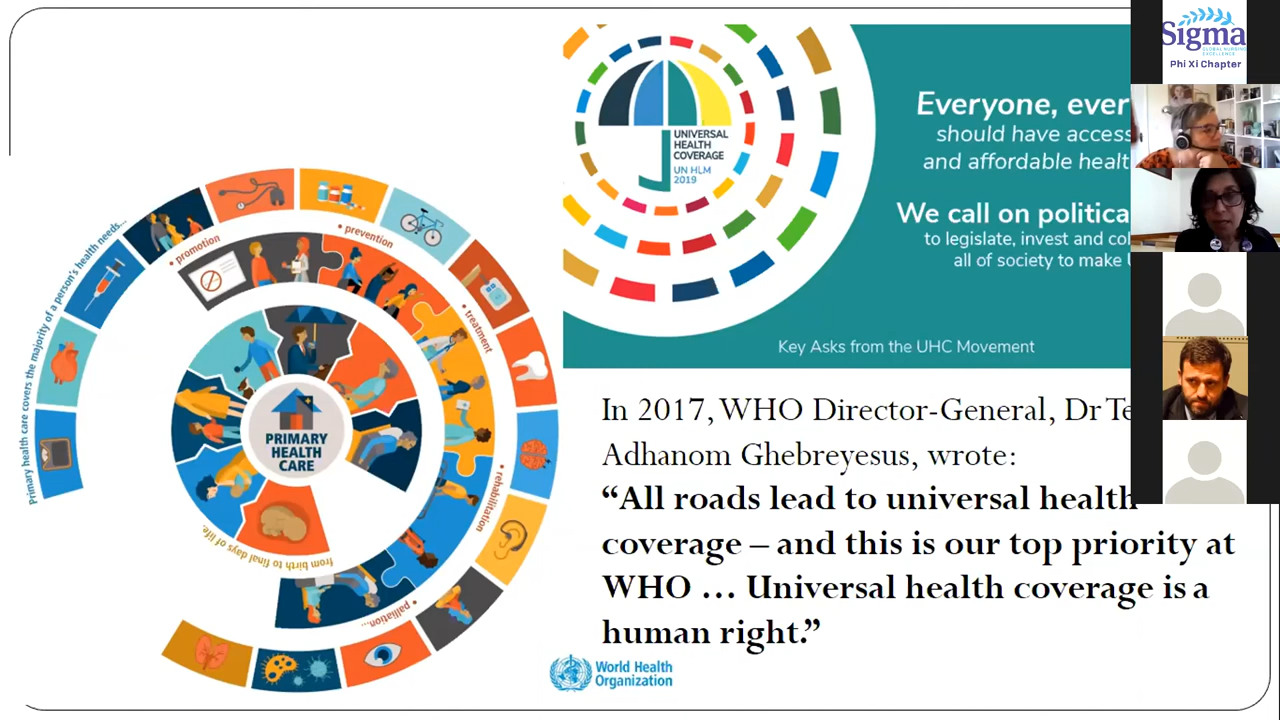 Primary health care covers the majority of a person's health needs...
• promotion
• prevention
• treatment
• rehabilitation
• palliation...
PRIMARY
HEALTH
CARE
from birth to final days of life.
UNIVERSAL
HEALTH
COVERAGE
UN HLM
2019
Everyone, ever
should have access
and affordable healt
We call on politica
to legislate, invest and col
all of society to make
Key Asks from the UHC Movement
In 2017, WHO Director-General, Dr Te
Adhanom Ghebreyesus, wrote:
“All roads lead to universal health
coverage – and this is our top priority at
WHO … Universal health coverage is a
human right.”
World Health
Organization
Sigma
GLOBAL NURSING
EXCELLENCE
Phi Xi Chapter